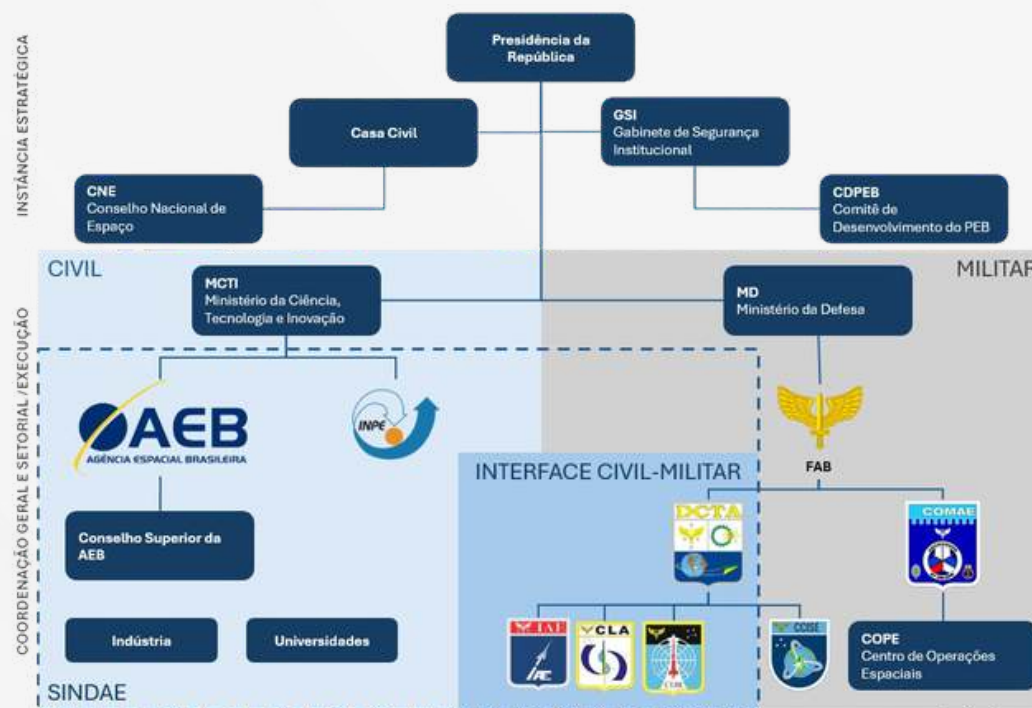 INSTÂNCIA ESTRATÉGICA
Presidência da
República
Casa Civil
GSI
Gabinete de Segurança
Institucional
CNE
Conselho Nacional de
Espaço
CDPEB
Comitê de
Desenvolvimento do PEB
COORDENAÇÃO GERAL E SETORIAL /EXECUÇÃO
CIVIL
MILITAR
MCTI
Ministério da Ciência,
Tecnologia e Inovação
MD
Ministério da Defesa
AEB
AGÊNCIA ESPACIAL BRASILEIRA
INPE
FAB
INTERFACE CIVIL-MILITAR
DCTA
COMAE
Conselho Superior da
AEB
Indústria
Universidades
IAE
CLA
CCISE
COPE
Centro de Operações
Espaciais
SINDAE